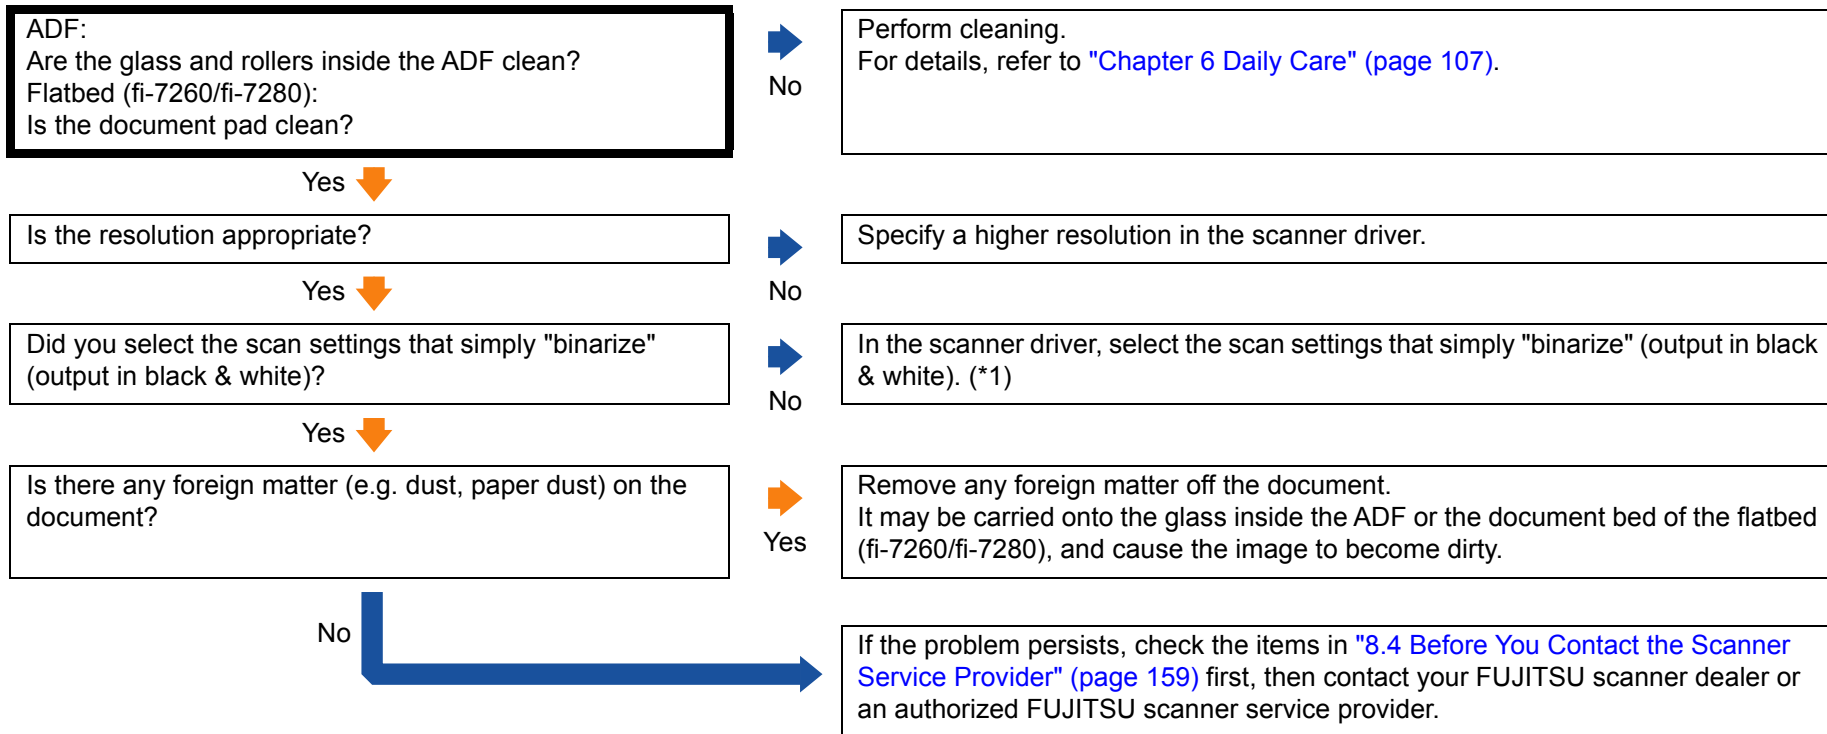 ADF:
Are the glass and rollers inside the ADF clean?
Flatbed (fi-7260/fi-7280):
Is the document pad clean?
No
Perform cleaning.
For details, refer to "Chapter 6 Daily Care" (page 107).
Yes
Is the resolution appropriate?
No
Specify a higher resolution in the scanner driver.
Yes
Did you select the scan settings that simply "binarize"
(output in black & white)?
No
In the scanner driver, select the scan settings that simply "binarize" (output in black
& white). (*1)
Yes
Is there any foreign matter (e.g. dust, paper dust) on the
document?
Yes
Remove any foreign matter off the document.
It may be carried onto the glass inside the ADF or the document bed of the flatbed
(fi-7260/fi-7280), and cause the image to become dirty.
No
If the problem persists, check the items in "8.4 Before You Contact the Scanner
Service Provider" (page 159) first, then contact your FUJITSU scanner dealer or
an authorized FUJITSU scanner service provider.